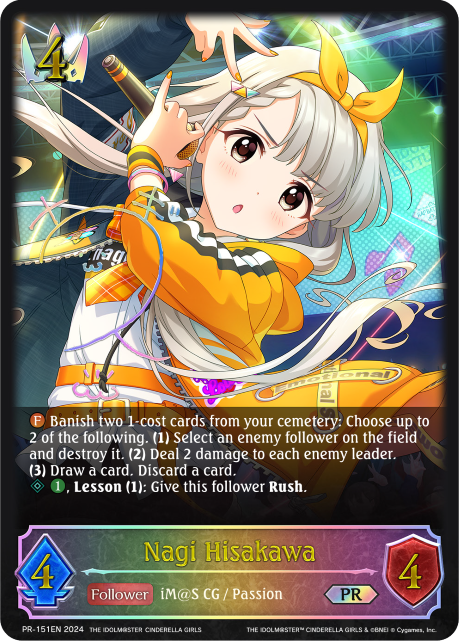 4
nagi
Emotional
F Banish two 1-cost cards from your cemetery: Choose up to
2 of the following. (1) Select an enemy follower on the field
and destroy it. (2) Deal 2 damage to each enemy leader.
(3) Draw a card. Discard a card.
1, Lesson (1): Give this follower Rush.
Nagi Hisakawa
4
Follower iM@S CG / Passion PR
4
PR-151EN 2024 THE IDOLM@STER CINDERELLA GIRLS THE IDOLM@STER™ CINDERELLA GIRLS & ©BNEI © Cygames, Inc.